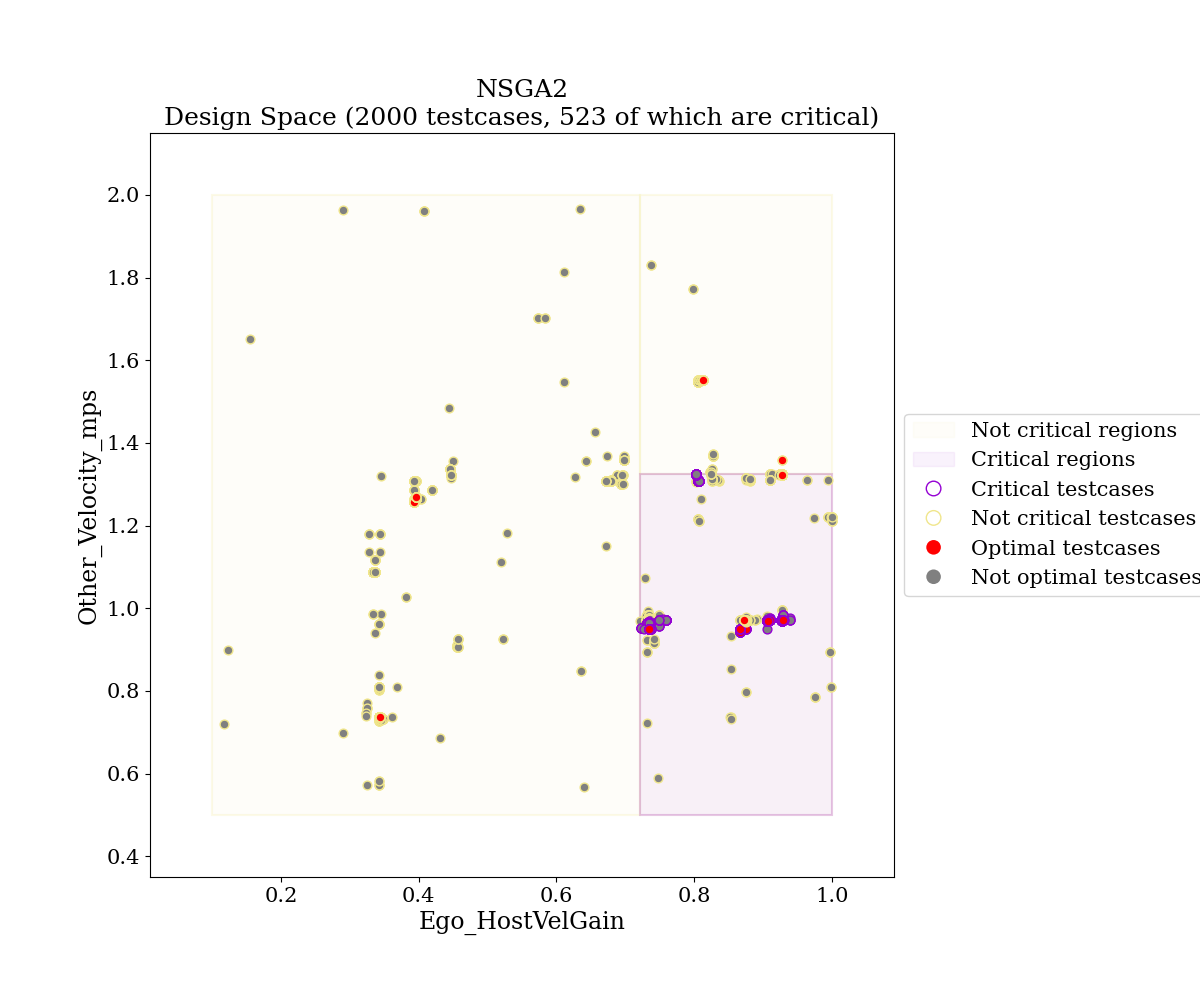 NSGA2
Design Space (2000 testcases, 523 of which are critical)
2.0
1.8
1.6
1.4
1.2
1.0
0.8
0.6
0.4
Other_Velocity_mps
0.2
0.4
0.6
0.8
1.0
Ego_HostVelGain
Not critical regions
Critical regions
Critical testcases
Not critical testcases
Optimal testcases
Not optimal testcases